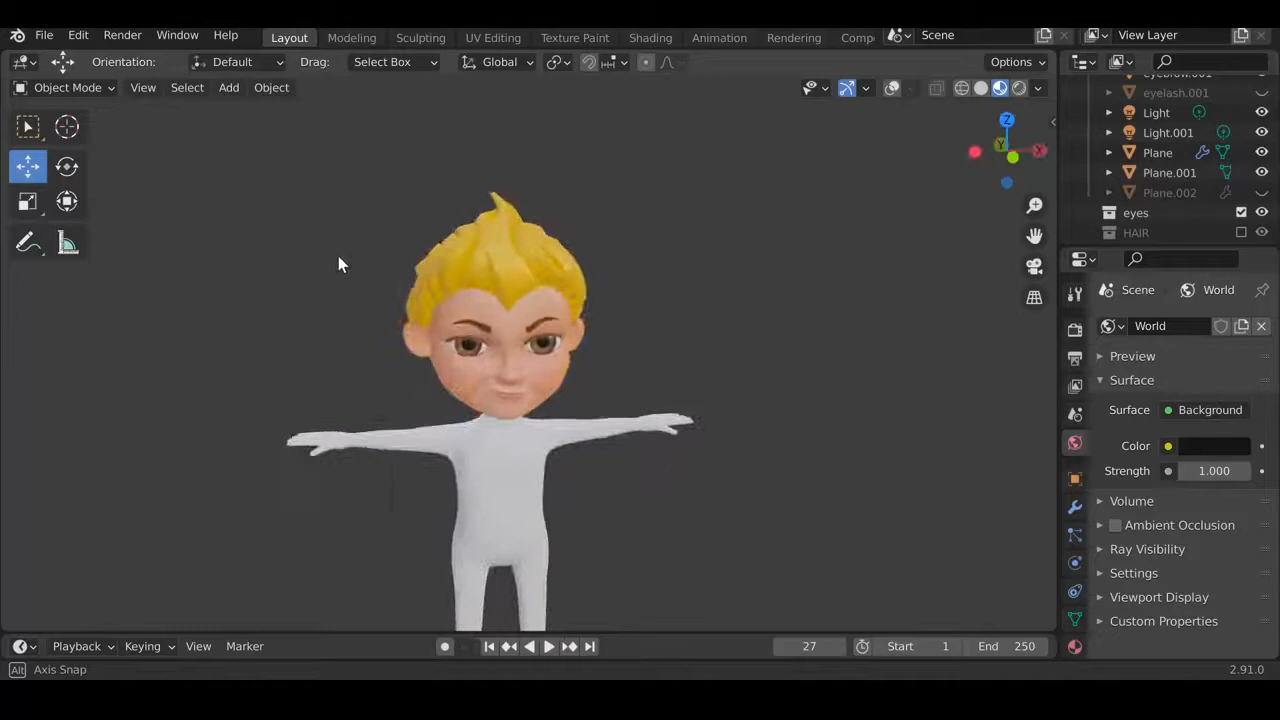 File Edit Render Window Help Layout Modeling Sculpting UV Editing Texture Paint Shading Animation Rendering Comp Scene View Layer
Orientation: Default Drag: Select Box Global Options
Object Mode View Select Add Object
eyebrow.001
eyelash.001
Light
Light.001
Plane
Plane.001
Plane.002
eyes
HAIR
Z
Y
X
Scene World
World
Preview
Surface
Surface Background
Color
Strength 1.000
Volume
Ambient Occlusion
Ray Visibility
Settings
Viewport Display
Custom Properties
Playback Keying View Marker 27 Start 1 End 250
Alt Axis Snap 2.91.0